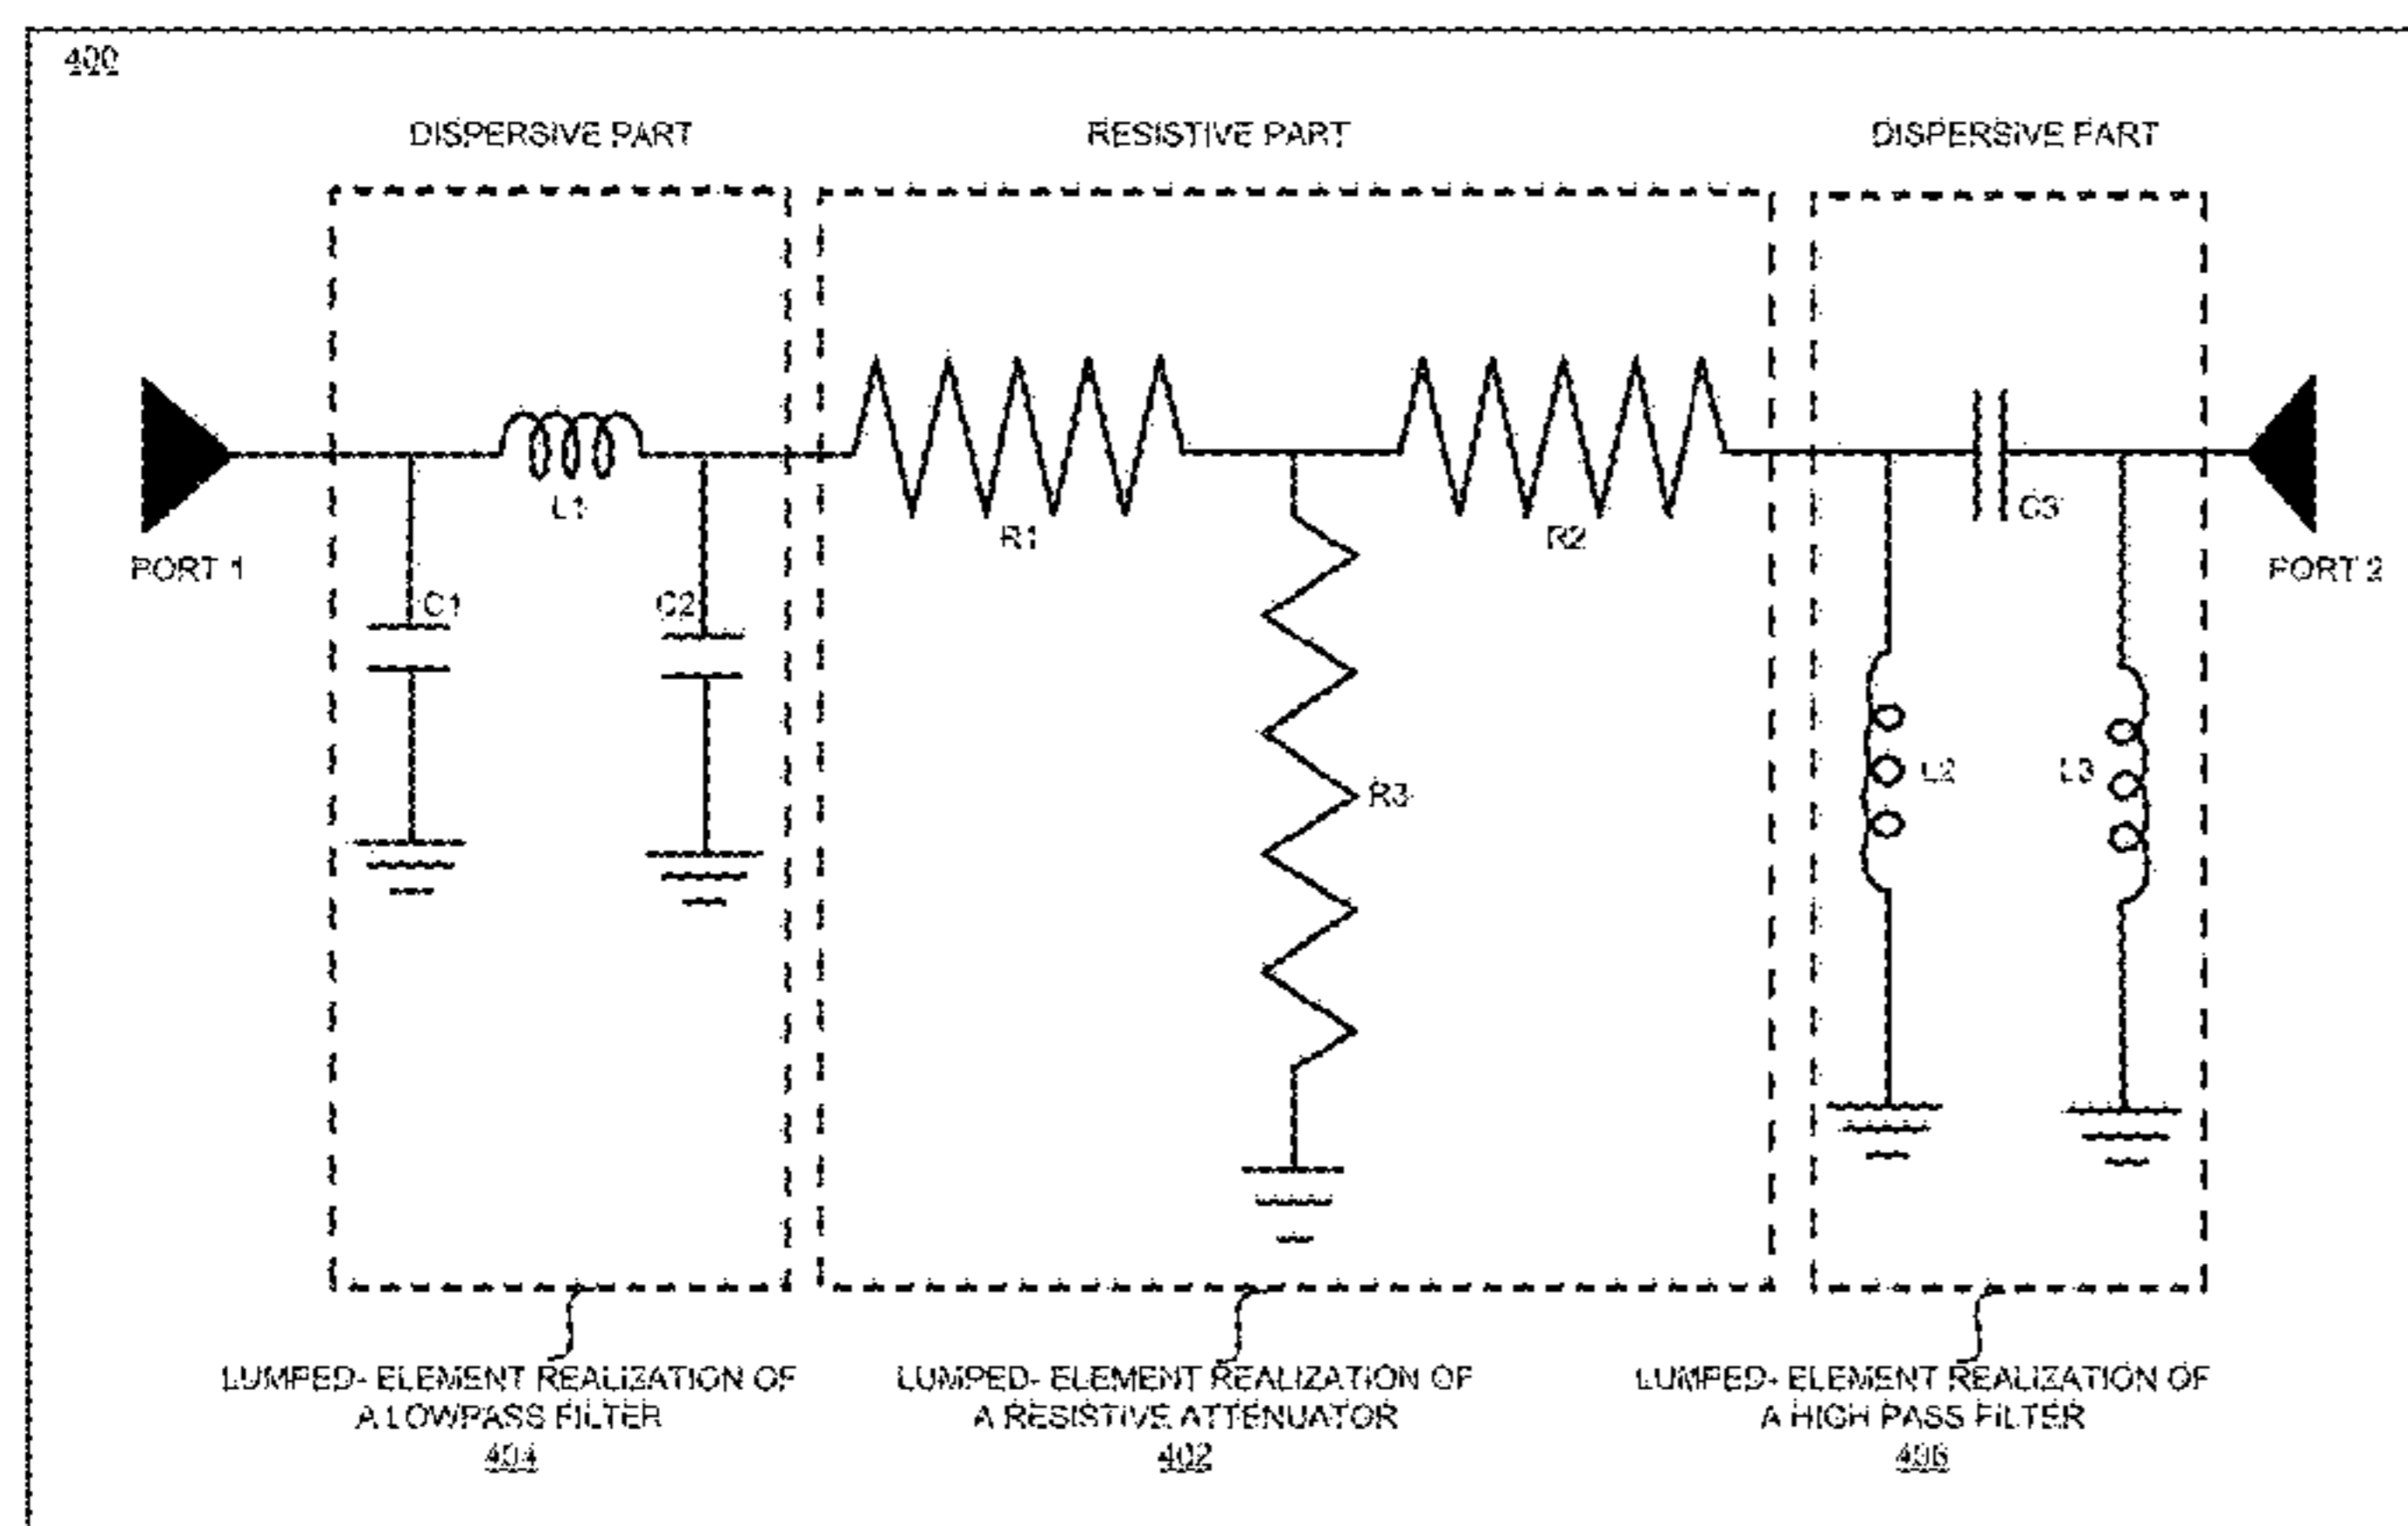 400
DISPERSIVE PART
RESISTIVE PART
DISPERSIVE PART
L1
R1
R2
C3
PORT 1
PORT 2
C1
C2
L2
L3
R3
LUMPED- ELEMENT REALIZATION OF
A LOWPASS FILTER
404
LUMPED- ELEMENT REALIZATION OF
A RESISTIVE ATTENUATOR
402
LUMPED- ELEMENT REALIZATION OF
A HIGH PASS FILTER
406